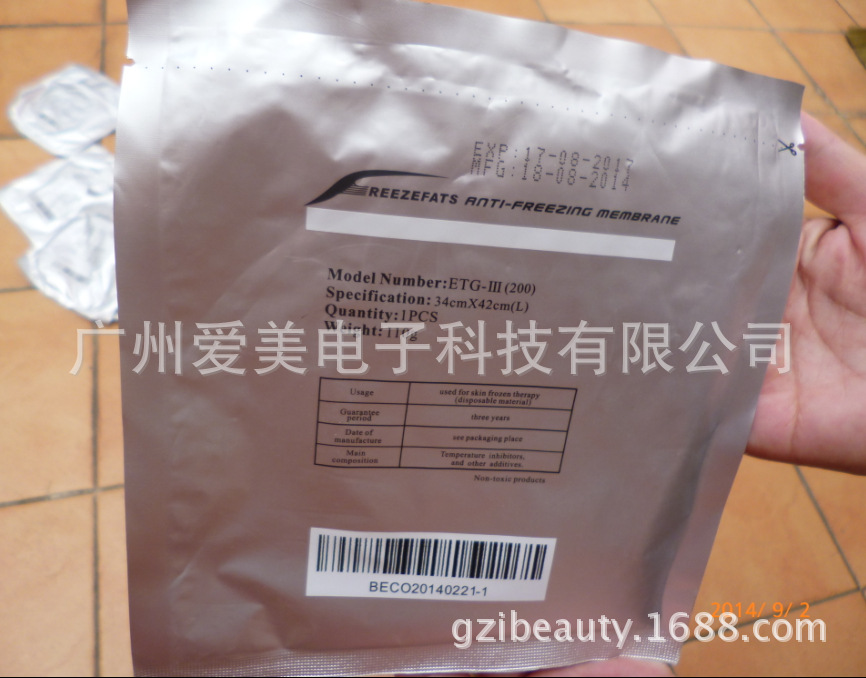 EXP:17-08-2017
MFG:18-08-2014
FREEZEFATS ANTI-FREEZING MEMBRANE
Model Number:ETG-III(200)
Specification: 34cmX42cm(L)
Quantity:1PCS
Weight: 110g
广州爱美电子科技有限公司
Usage used for skin frozen therapy (disposable material)
Guarantee period three years
Date of manufacture see packaging place
Main composition Temperature inhibitors, and other additives.
Non-toxic products
BECO20140221-1
2014/ 9/ 2
gzibeauty.1688.com